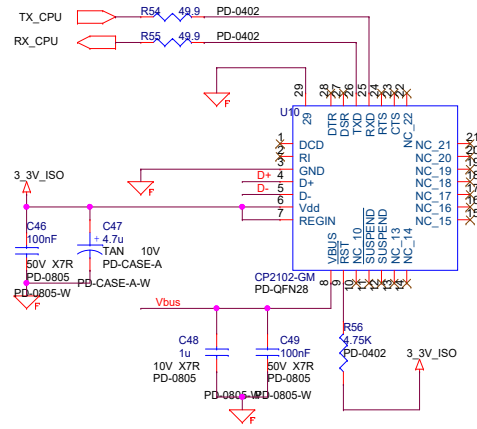 TX_CPU
R54
49.9
PD-0402
RX_CPU
R55
49.9
PD-0402
29
28
27
26
25
24
23
22
U10
29
DTR
DSR
TXD
RXD
RTS
CTS
NC_22
1
DCD
NC_21
21
2
RI
NC_20
20
3
GND
NC_19
19
D+
4
D+
NC_18
18
D-
5
D-
NC_17
17
6
Vdd
NC_16
16
7
REGIN
NC_15
15
VBUS
RST
NC_10
SUSPEND
SUSPEND
NC_13
NC_14
CP2102-GM
PD-QFN28
8
9
10
11
12
13
14
3_3V_ISO
C46
100nF
50V X7R
PD-0805
PD-0805-W
F
C47
+
4.7u
TAN 10V
PD-CASE-A
PD-CASE-A-W
F
F
Vbus
C48
1u
10V X7R
PD-0805
PD-0805-W
C49
100nF
50V X7R
PD-0805
PD-0805-W
F
R56
4.75K
PD-0402
3_3V_ISO